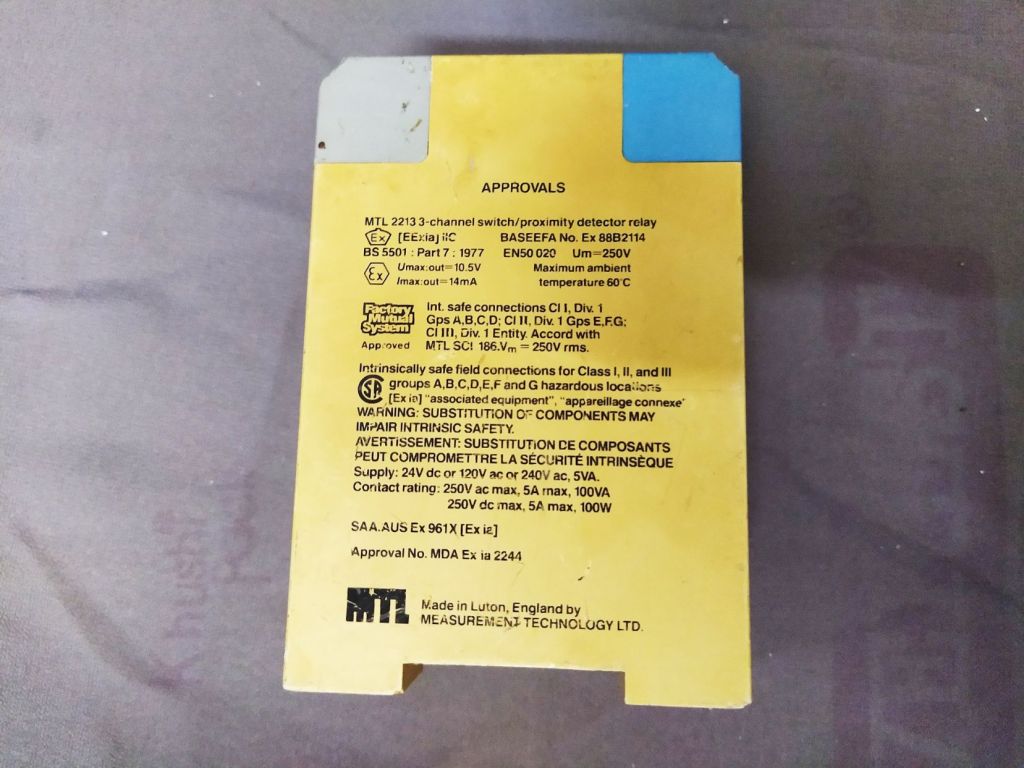 APPROVALS
MTL 2213 3-channel switch/proximity detector relay
Ex [EExia] IIC BASEEFA No. Ex 88B2114
BS 5501 : Part 7 : 1977 EN50 020 Um=250V
Ex Umax:out=10.5V Maximum ambient
Imax:out=14mA temperature 60°C
Factory Mutual System Int. safe connections Cl I, Div. 1
Gps A,B,C,D; Cl II, Div. 1 Gps E,F,G;
Cl III, Div. 1 Entity. Accord with
Approved MTL SCI 186.Vm = 250V rms.
Intrinsically safe field connections for Class I, II, and III
SA groups A,B,C,D,E,F and G hazardous locations
[Ex ia] "associated equipment", "appareillage connexe"
WARNING: SUBSTITUTION OF COMPONENTS MAY
IMPAIR INTRINSIC SAFETY.
AVERTISSEMENT: SUBSTITUTION DE COMPOSANTS
PEUT COMPROMETTRE LA SÉCURITÉ INTRINSÈQUE
Supply: 24V dc or 120V ac or 240V ac, 5VA.
Contact rating: 250V ac max, 5A max, 100VA
250V dc max, 5A max, 100W
SAA.AUS Ex 961X [Ex ia]
Approval No. MDA Ex ia 2244
MTL Made in Luton, England by
MEASUREMENT TECHNOLOGY LTD.